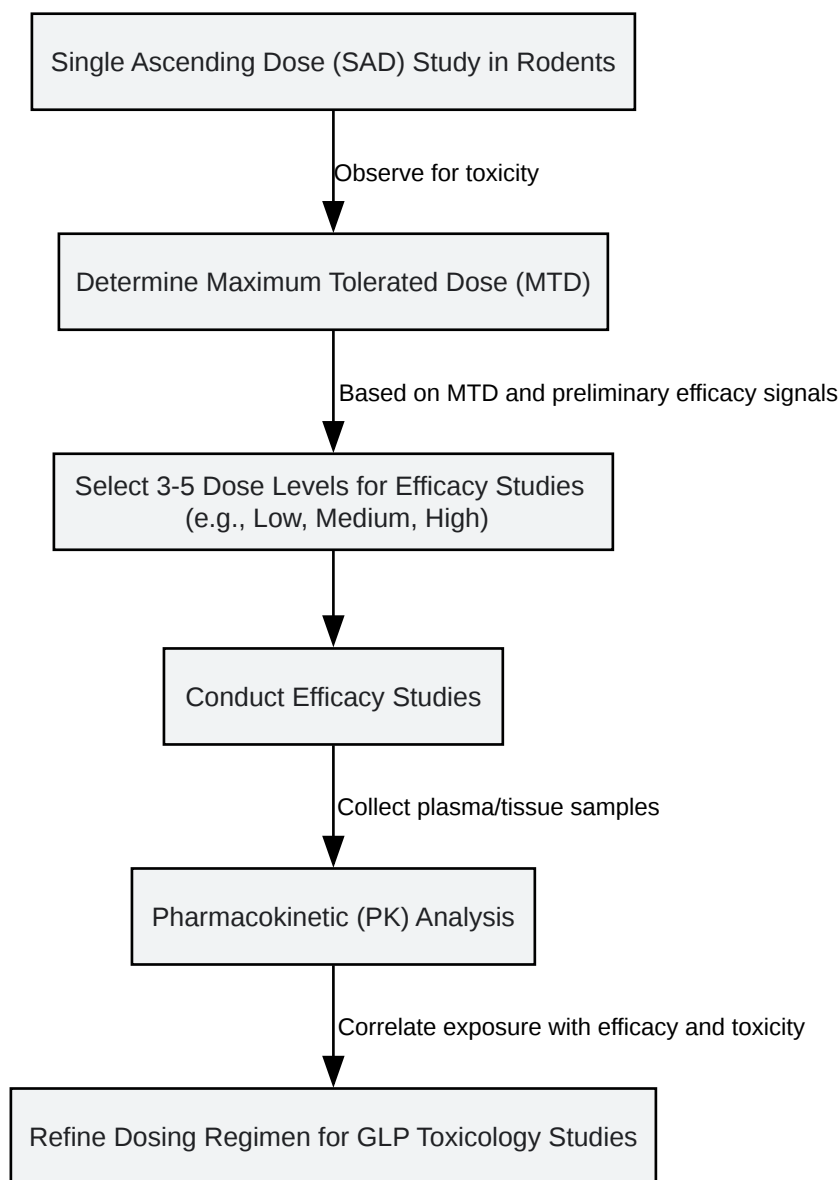 Single Ascending Dose (SAD) Study in Rodents
Observe for toxicity
Determine Maximum Tolerated Dose (MTD)
Based on MTD and preliminary efficacy signals
Select 3-5 Dose Levels for Efficacy Studies
(e.g., Low, Medium, High)
Conduct Efficacy Studies
Collect plasma/tissue samples
Pharmacokinetic (PK) Analysis
Correlate exposure with efficacy and toxicity
Refine Dosing Regimen for GLP Toxicology Studies